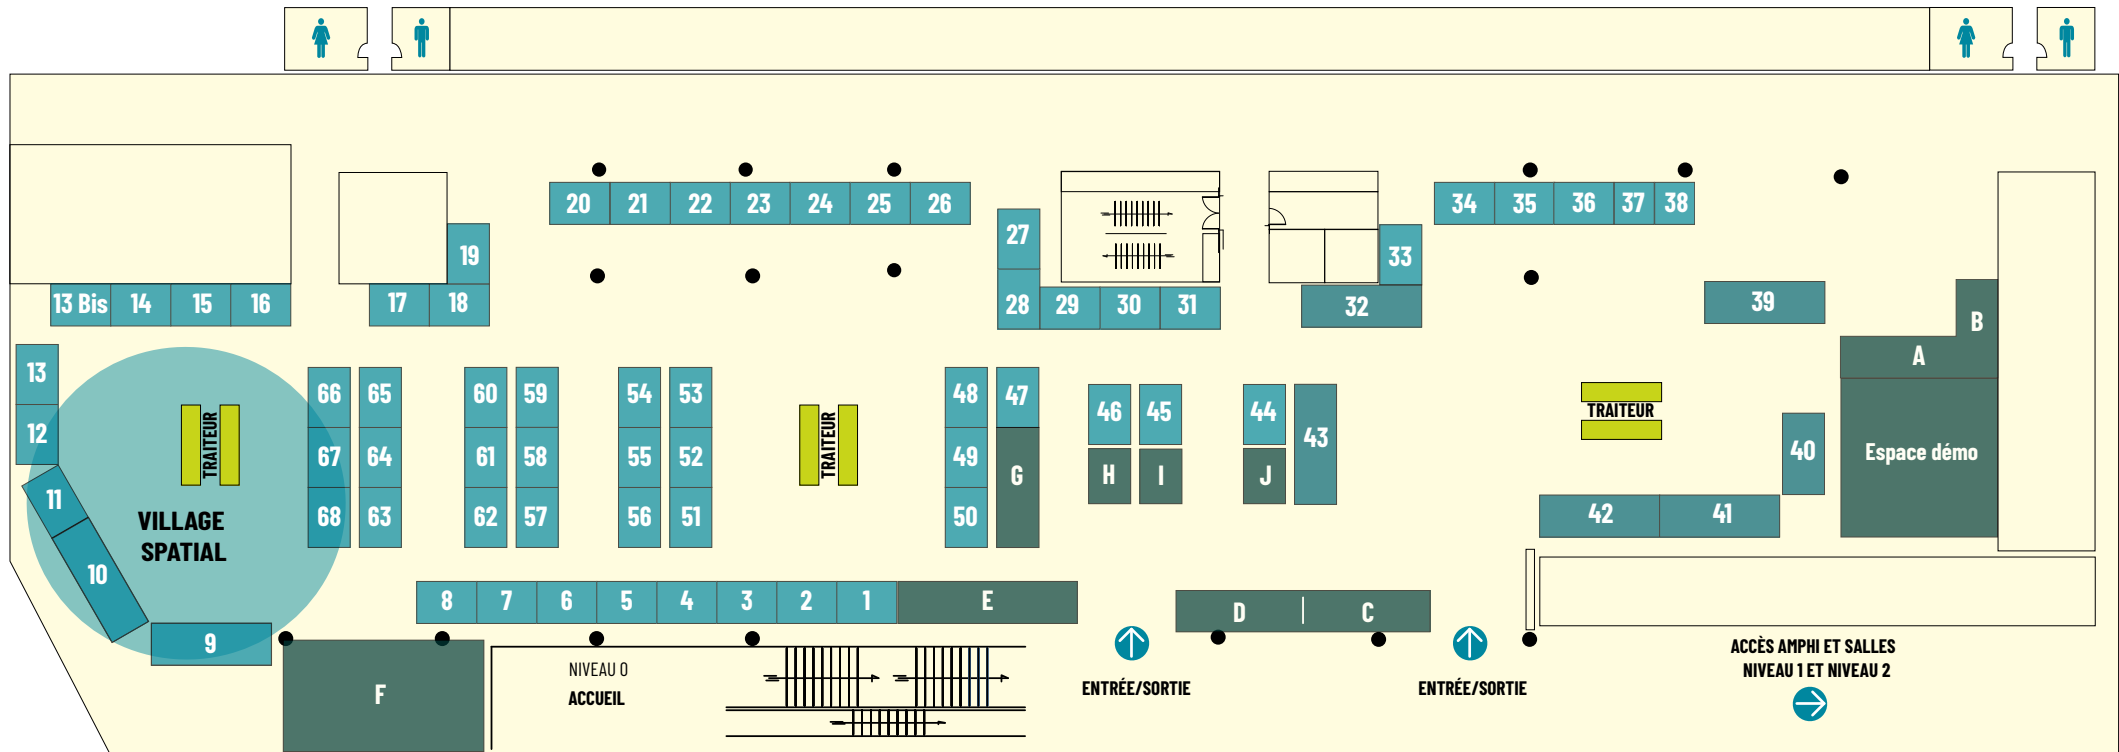 20 21 22 23 24 25 26
34 35 36 37 38
27
19
33
13 Bis 14 15 16
17 18
28 29 30 31
32
39
B
A
13
12
11
10
9
TRAITEUR
VILLAGE
SPATIAL
66 65
67 64
68 63
60 59
61 58
62 57
54 53
55 52
56 51
TRAITEUR
48 47
49
50
G
46 45
H I
44
J
43
TRAITEUR
40
Espace démo
42 41
8 7 6 5 4 3 2 1 E
D C
F
NIVEAU 0
ACCUEIL
ENTRÉE/SORTIE
ENTRÉE/SORTIE
ACCÈS AMPHI ET SALLES
NIVEAU 1 ET NIVEAU 2